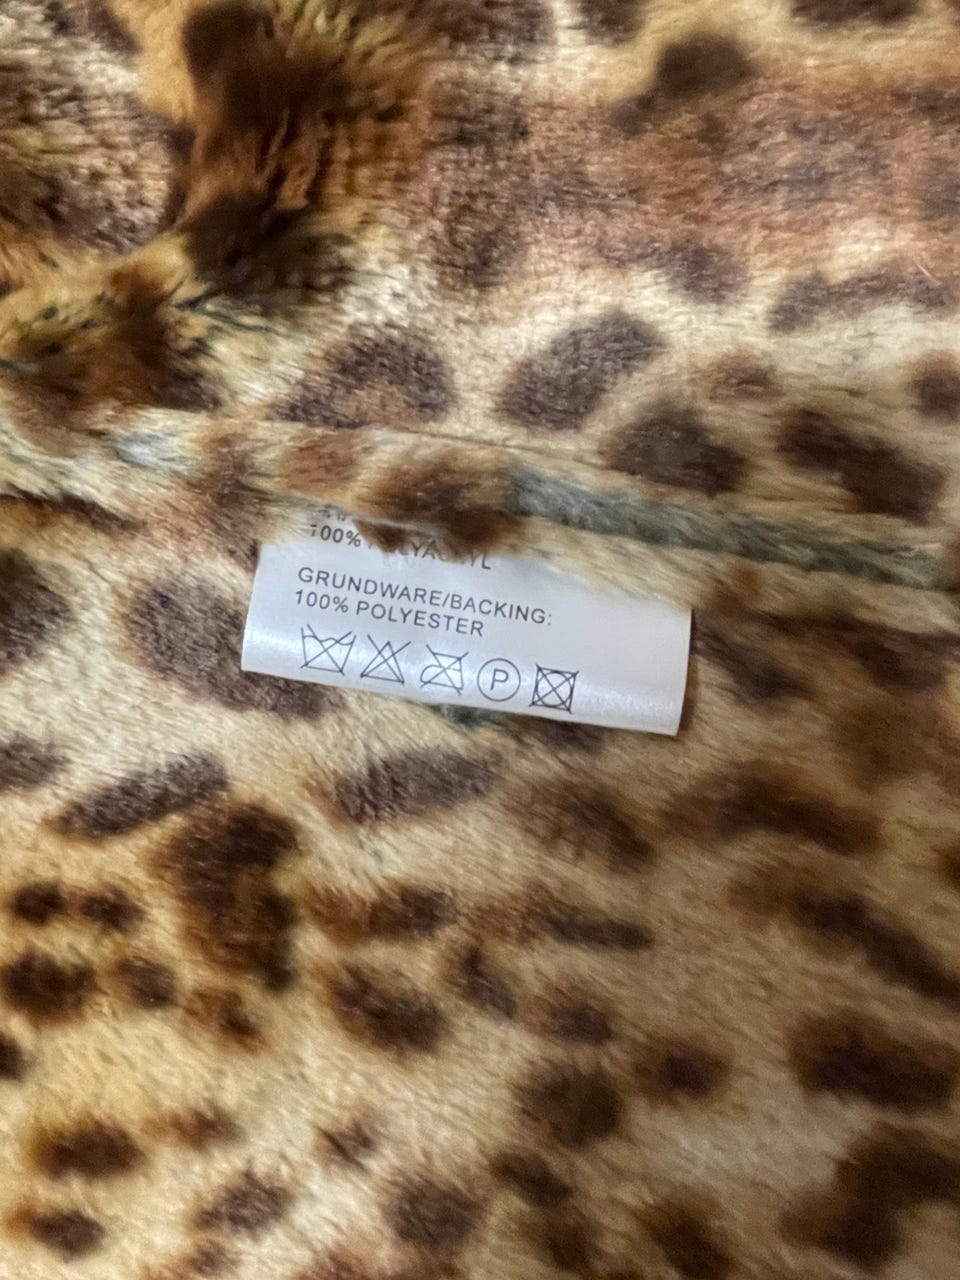 100%
GRUNDWARE/BACKING:
100% POLYESTER
P